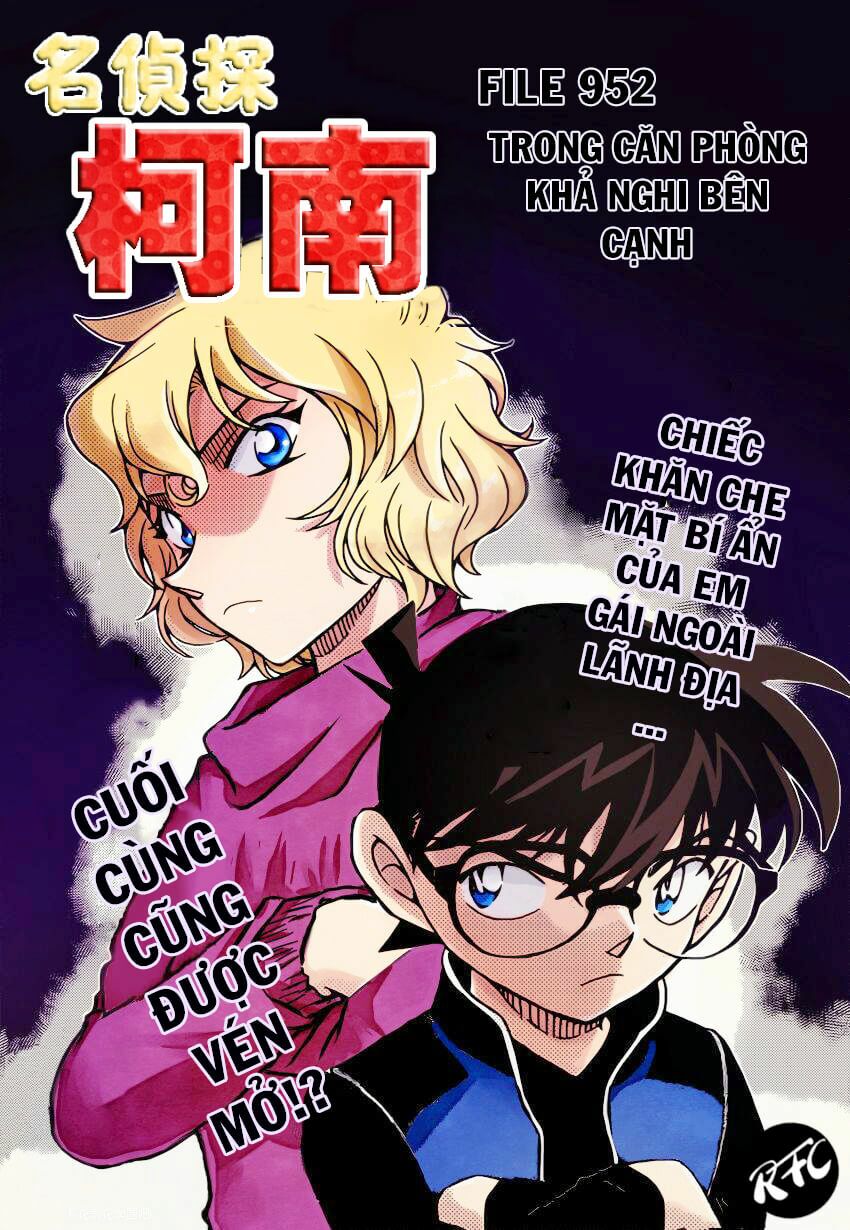 名偵探
柯南
FILE 952
TRONG CĂN PHÒNG
KHẢ NGHI BÊN
CẠNH
CHIẾC
KHĂN CHE
MẶT BÍ ẨN
CỦA EM
GÁI NGOÀI
LÃNH ĐỊA
...
CUỐI
CÙNG
CŨNG
ĐƯỢC
VÉN
MỞ!?
RFC